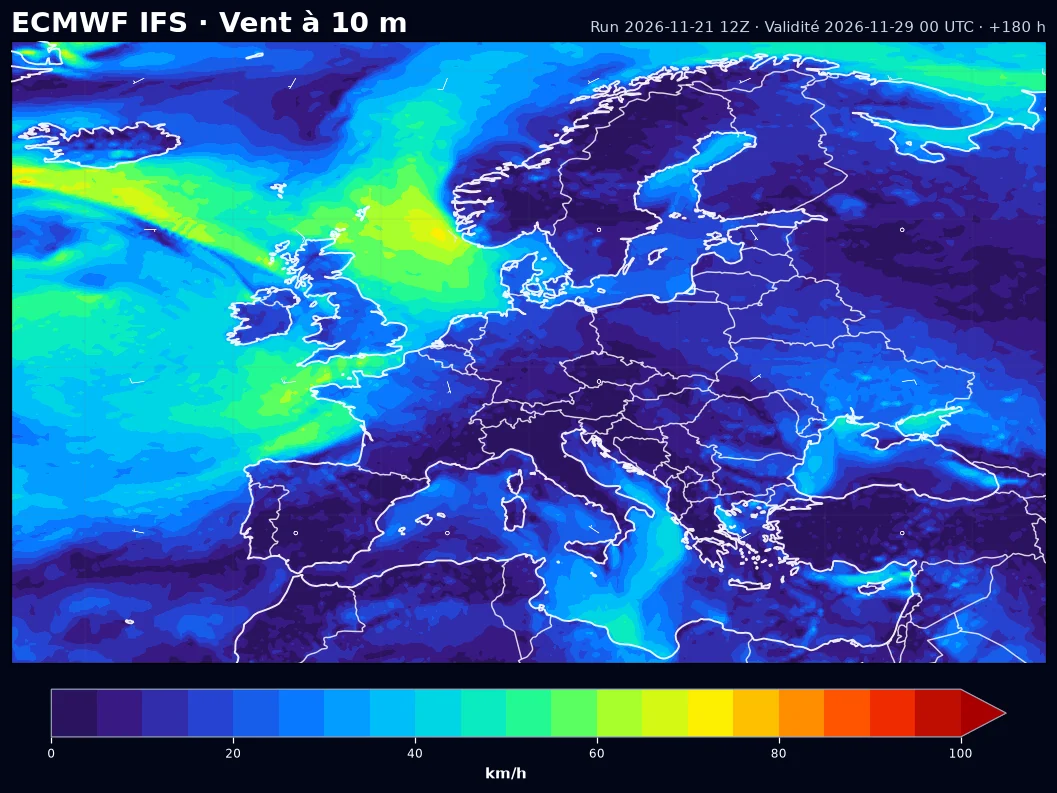 ECMWF IFS · Vent à 10 m
Run 2026-11-21 12Z · Validité 2026-11-29 00 UTC · +180 h
0 20 40 60 80 100
km/h